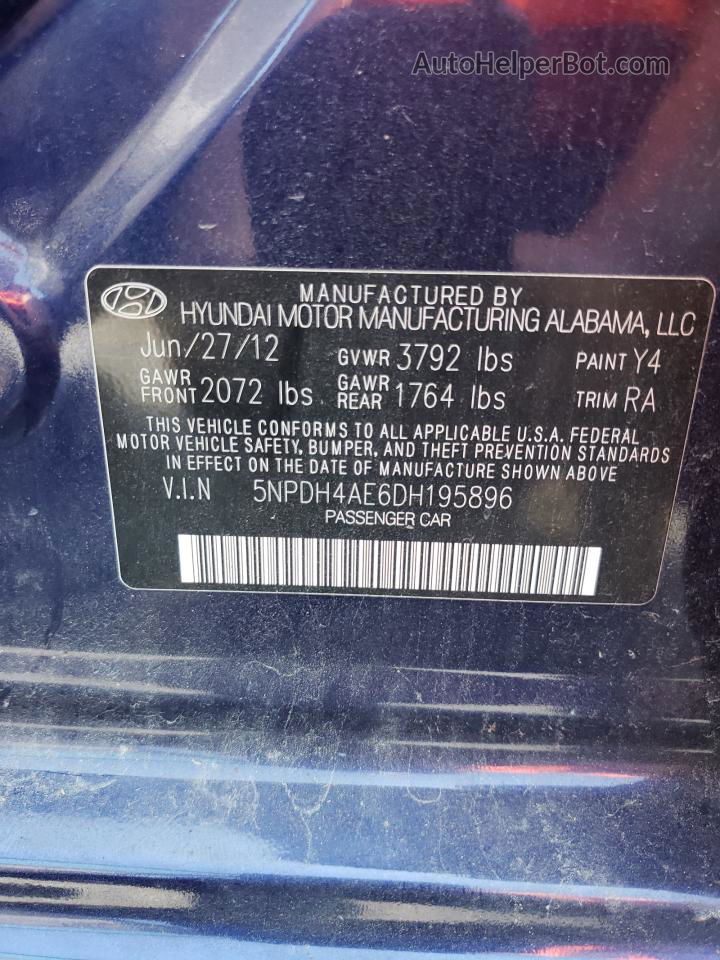 AutoHelperBot.com
MANUFACTURED BY
HYUNDAI MOTOR MANUFACTURING ALABAMA, LLC
Jun/27/12 GVWR 3792 lbs PAINT Y4
GAWR FRONT 2072 lbs GAWR REAR 1764 lbs TRIM RA
THIS VEHICLE CONFORMS TO ALL APPLICABLE U.S.A. FEDERAL
MOTOR VEHICLE SAFETY, BUMPER, AND THEFT PREVENTION STANDARDS
IN EFFECT ON THE DATE OF MANUFACTURE SHOWN ABOVE
V.I.N 5NPDH4AE6DH195896
PASSENGER CAR